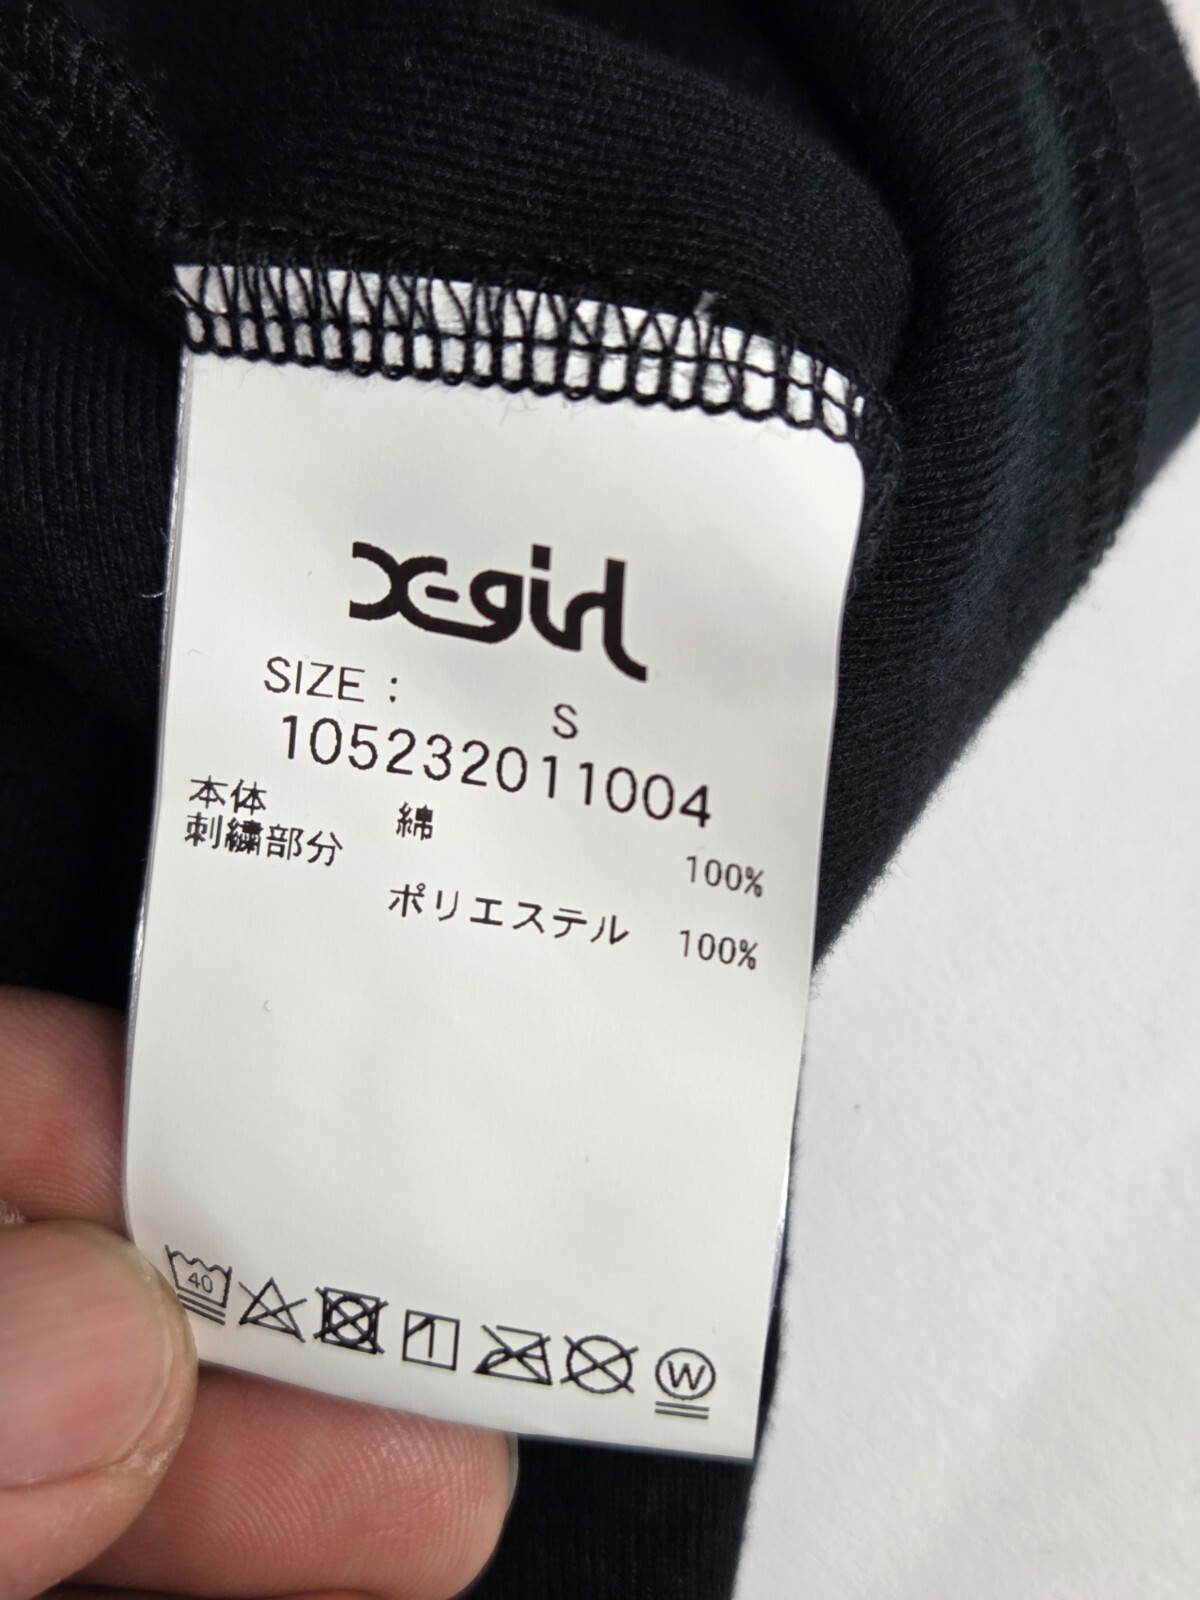 X-girl
SIZE : S
105232011004
本体 綿 100%
刺繍部分
ポリエステル 100%
40
W